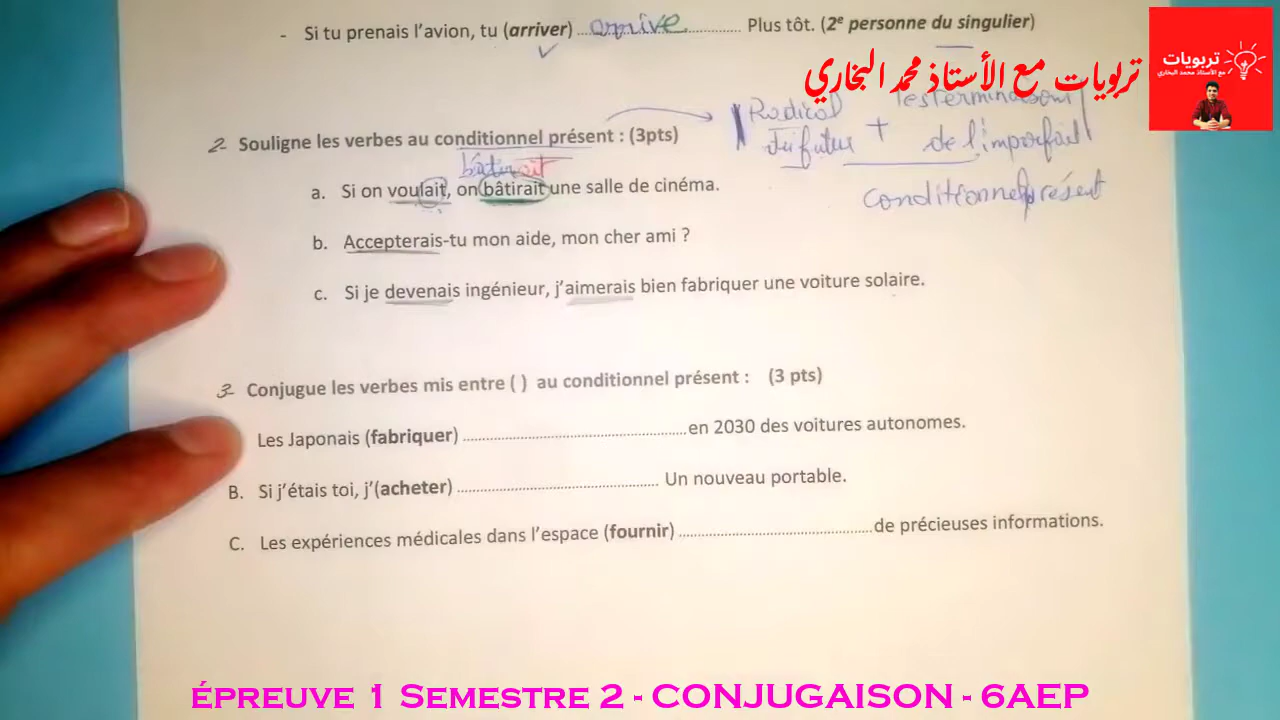 - Si tu prenais l'avion, tu (arriver) ....arrive.... Plus tôt. (2e personne du singulier)
تربويات مع الأستاذ محمد البخاري
تربويات
مع الأستاذ محمد البخاري
Radical + les terminaisons
du futur de l'imparfait
conditionnel présent
2- Souligne les verbes au conditionnel présent : (3pts)
bâtirait
a. Si on voulait, on bâtirait une salle de cinéma.
b. Accepterais-tu mon aide, mon cher ami ?
c. Si je devenais ingénieur, j'aimerais bien fabriquer une voiture solaire.
3- Conjugue les verbes mis entre ( ) au conditionnel présent : (3 pts)
Les Japonais (fabriquer) ........................ en 2030 des voitures autonomes.
B. Si j'étais toi, j'(acheter) ........................ Un nouveau portable.
C. Les expériences médicales dans l'espace (fournir) ........................ de précieuses informations.
épreuve 1 Semestre 2 - CONJUGAISON - 6AEP